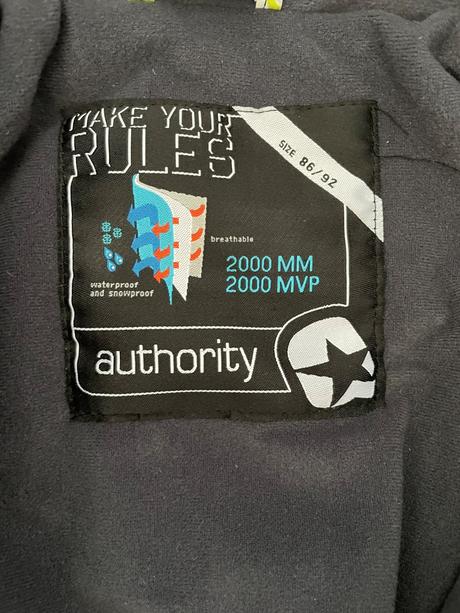 MAKE YOUR
RULES
SIZE 86/92
breathable
waterproof
and snowproof
2000 MM
2000 MVP
authority